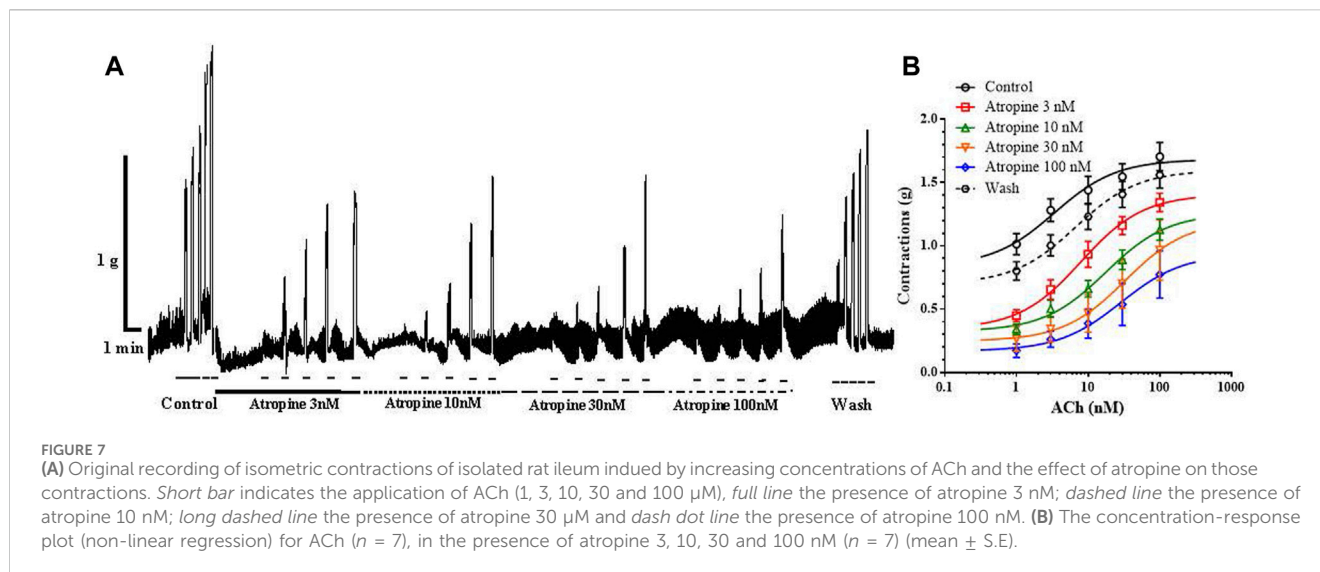 A
1 g
1 min
Control
Atropine 3nM
Atropine 10nM
Atropine 30nM
Atropine 100nM
Wash
B
Control
Atropine 3 nM
Atropine 10 nM
Atropine 30 nM
Atropine 100 nM
Wash
Contractions (g)
2.0
1.5
1.0
0.5
0.0
0.1
1
10
100
1000
ACh (nM)
FIGURE 7
(A) Original recording of isometric contractions of isolated rat ileum indued by increasing concentrations of ACh and the effect of atropine on those
contractions. Short bar indicates the application of ACh (1, 3, 10, 30 and 100 μM), full line the presence of atropine 3 nM; dashed line the presence of
atropine 10 nM; long dashed line the presence of atropine 30 μM and dash dot line the presence of atropine 100 nM. (B) The concentration-response
plot (non-linear regression) for ACh (n = 7), in the presence of atropine 3, 10, 30 and 100 nM (n = 7) (mean ± S.E).